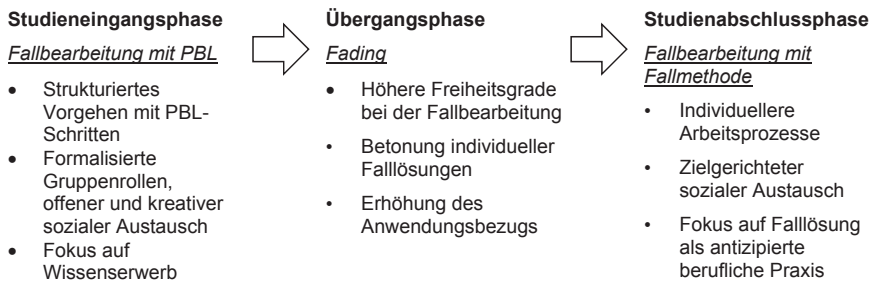 Studieneingangsphase
Fallbearbeitung mit PBL
• Strukturiertes
Vorgehen mit PBL-
Schritten
• Formalisierte
Gruppenrollen,
offener und kreativer
sozialer Austausch
• Fokus auf
Wissenserwerb
Übergangsphase
Fading
• Höhere Freiheitsgrade
bei der Fallbearbeitung
• Betonung individueller
Falllösungen
• Erhöhung des
Anwendungsbezugs
Studienabschlussphase
Fallbearbeitung mit
Fallmethode
• Individuellere
Arbeitsprozesse
• Zielgerichteter
sozialer Austausch
• Fokus auf Falllösung
als antizipierte
berufliche Praxis